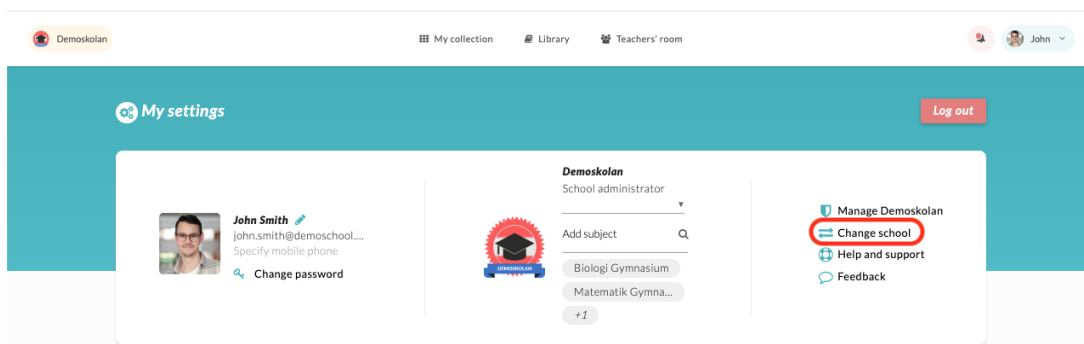 Demoskolan
My collection
Library
Teachers' room
John
My settings
Log out
John Smith
john.smith@demoschool....
Specify mobile phone
Change password
DEMOSKOLAN
Demoskolan
School administrator
Add subject
Biologi Gymnasium
Matematik Gymna...
+1
Manage Demoskolan
Change school
Help and support
Feedback